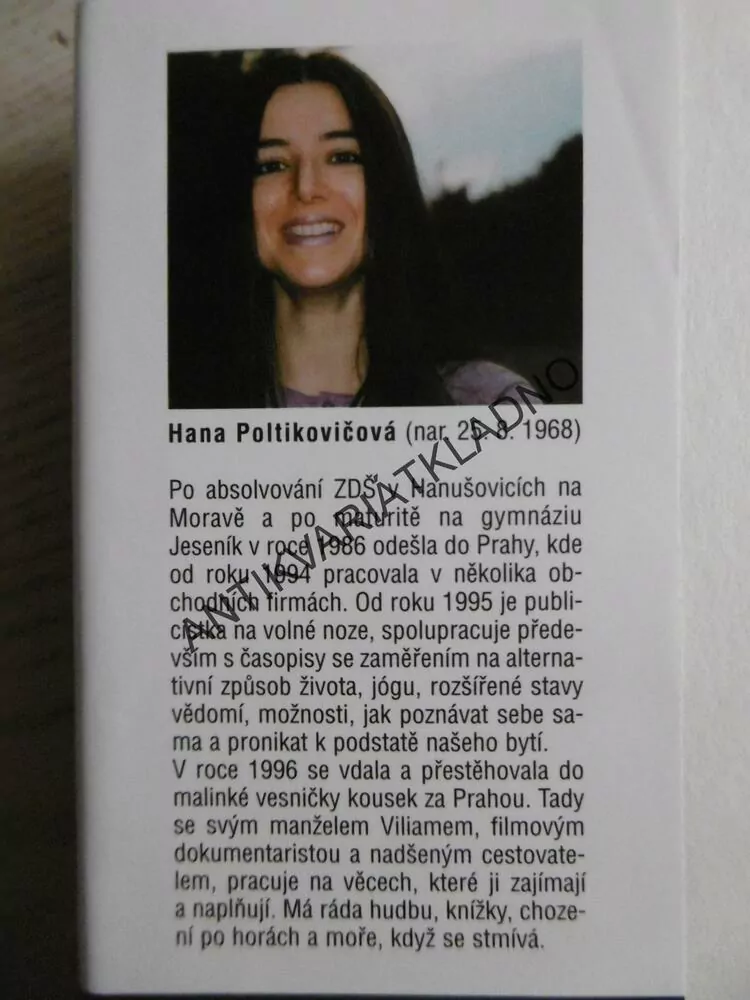 Hana Poltikovičová (nar. 25. 8. 1968)
Po absolvování ZDŠ v Hanušovicích na
Moravě a po maturitě na gymnáziu
Jeseník v roce 1986 odešla do Prahy, kde
od roku 1994 pracovala v několika ob-
chodních firmách. Od roku 1995 je publi-
cistka na volné noze, spolupracuje přede-
vším s časopisy se zaměřením na alterna-
tivní způsob života, jógu, rozšířené stavy
vědomí, možnosti, jak poznávat sebe sa-
ma a pronikat k podstatě našeho bytí.
V roce 1996 se vdala a přestěhovala do
malinké vesničky kousek za Prahou. Tady
se svým manželem Viliamem, filmovým
dokumentaristou a nadšeným cestovate-
lem, pracuje na věcech, které ji zajímají
a naplňují. Má ráda hudbu, knížky, choze-
ní po horách a moře, když se stmívá.
ANTIKVARIÁTKLADNO